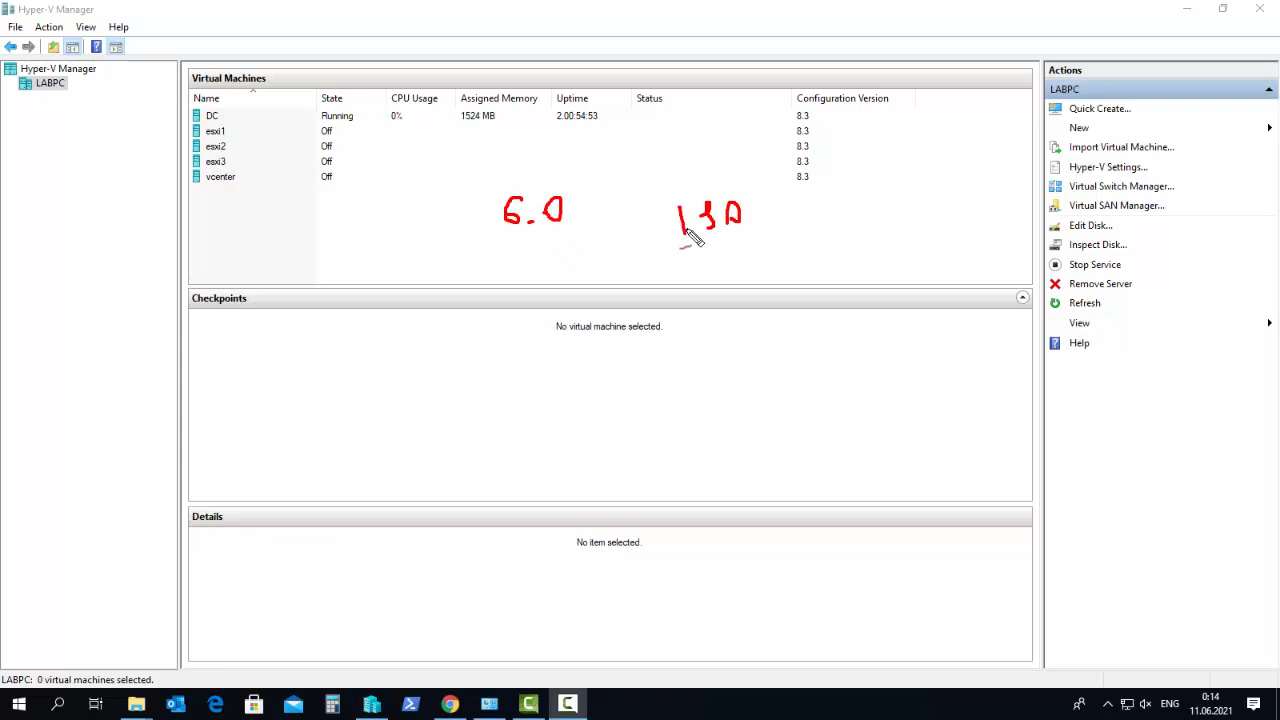 Hyper-V Manager
File Action View Help
Hyper-V Manager
LABPC
Virtual Machines
Name State CPU Usage Assigned Memory Uptime Status Configuration Version
DC Running 0% 1524 MB 2.00:54:53 8.3
esxi1 Off 8.3
esxi2 Off 8.3
esxi3 Off 8.3
vcenter Off 8.3
6.0
Checkpoints
No virtual machine selected.
Details
No item selected.
Actions
LABPC
Quick Create...
New
Import Virtual Machine...
Hyper-V Settings...
Virtual Switch Manager...
Virtual SAN Manager...
Edit Disk...
Inspect Disk...
Stop Service
Remove Server
Refresh
View
Help
LABPC: 0 virtual machines selected.
ENG
0:14
11.06.2021